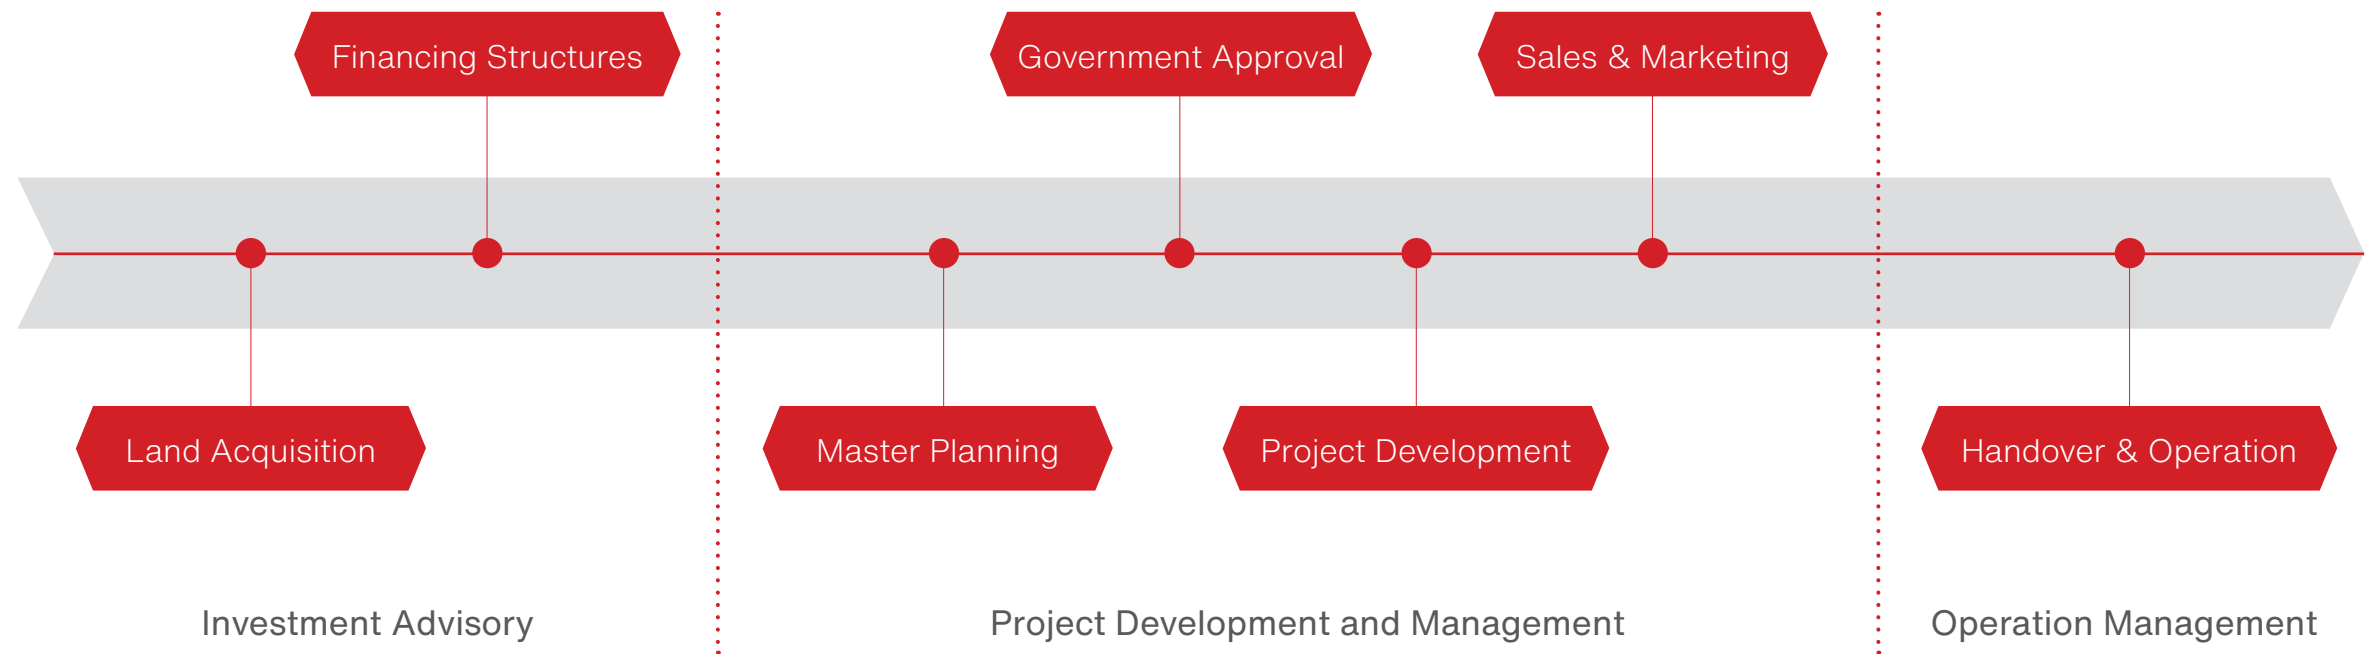 Financing Structures
Government Approval
Sales & Marketing
Land Acquisition
Master Planning
Project Development
Handover & Operation
Investment Advisory
Project Development and Management
Operation Management